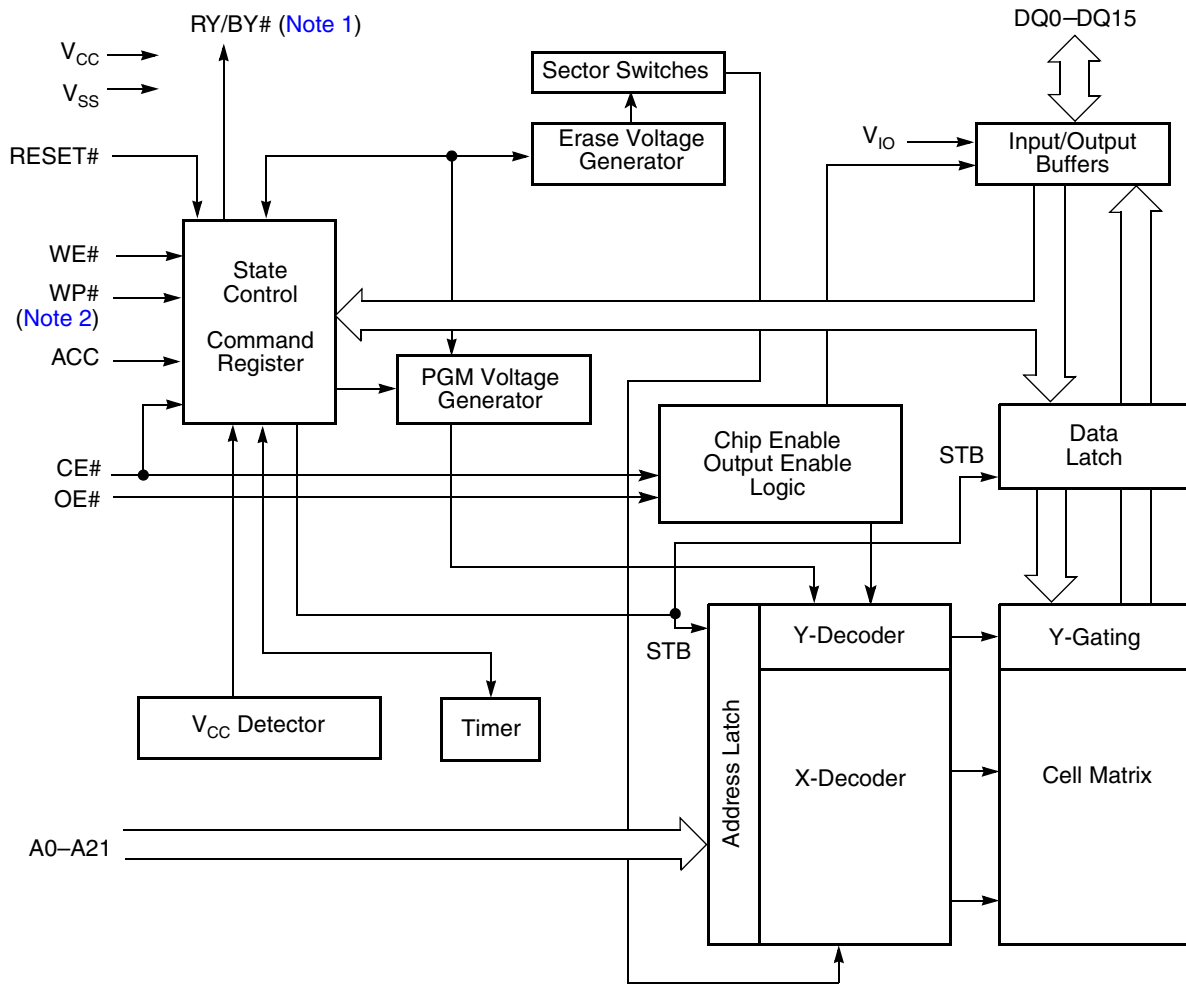 RY/BY# (Note 1)
DQ0–DQ15
VCC
VSS
Sector Switches
RESET#
Erase Voltage
Generator
VIO
Input/Output
Buffers
WE#
WP#
(Note 2)
ACC
State
Control
Command
Register
PGM Voltage
Generator
Chip Enable
Output Enable
Logic
STB
Data
Latch
CE#
OE#
STB
Y-Decoder
Y-Gating
VCC Detector
Timer
Address Latch
X-Decoder
Cell Matrix
A0–A21